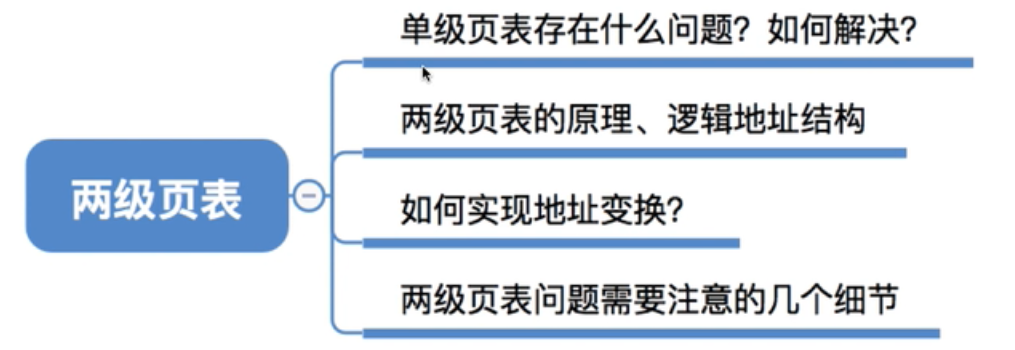 单级页表存在什么问题？如何解决？
两级页表的原理、逻辑地址结构
两级页表
如何实现地址变换？
两级页表问题需要注意的几个细节